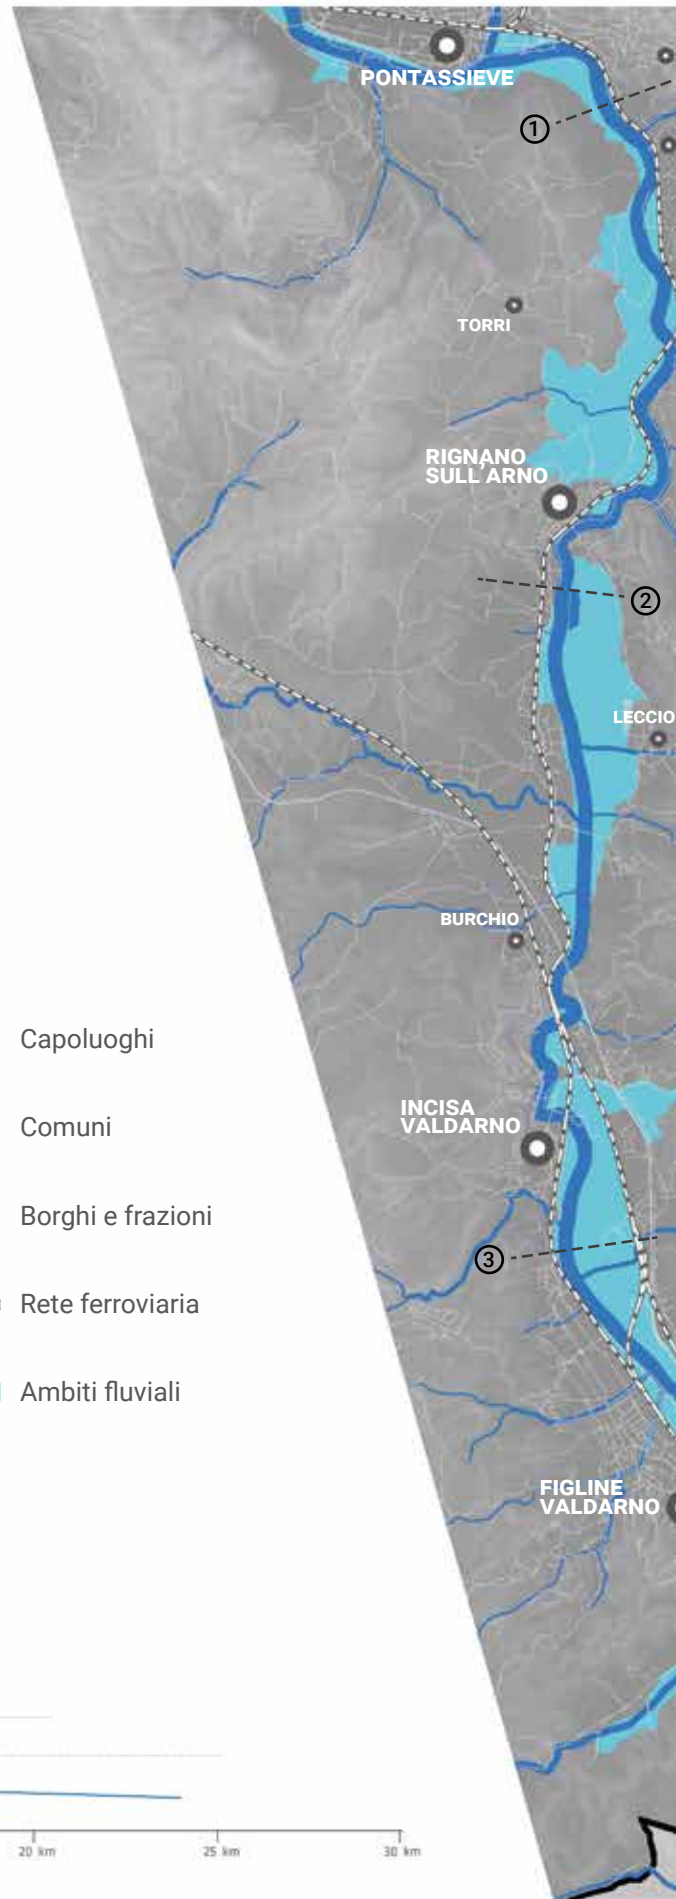 PONTASSIEVE
1
TORRI
RIGNANO
SULL'ARNO
2
LECCIO
BURCHIO
Capoluoghi
INCISA
VALDARNO
Comuni
Borghi e frazioni
3
Rete ferroviaria
Ambiti fluviali
FIGLINE
VALDARNO
20 km
25 km
30 km